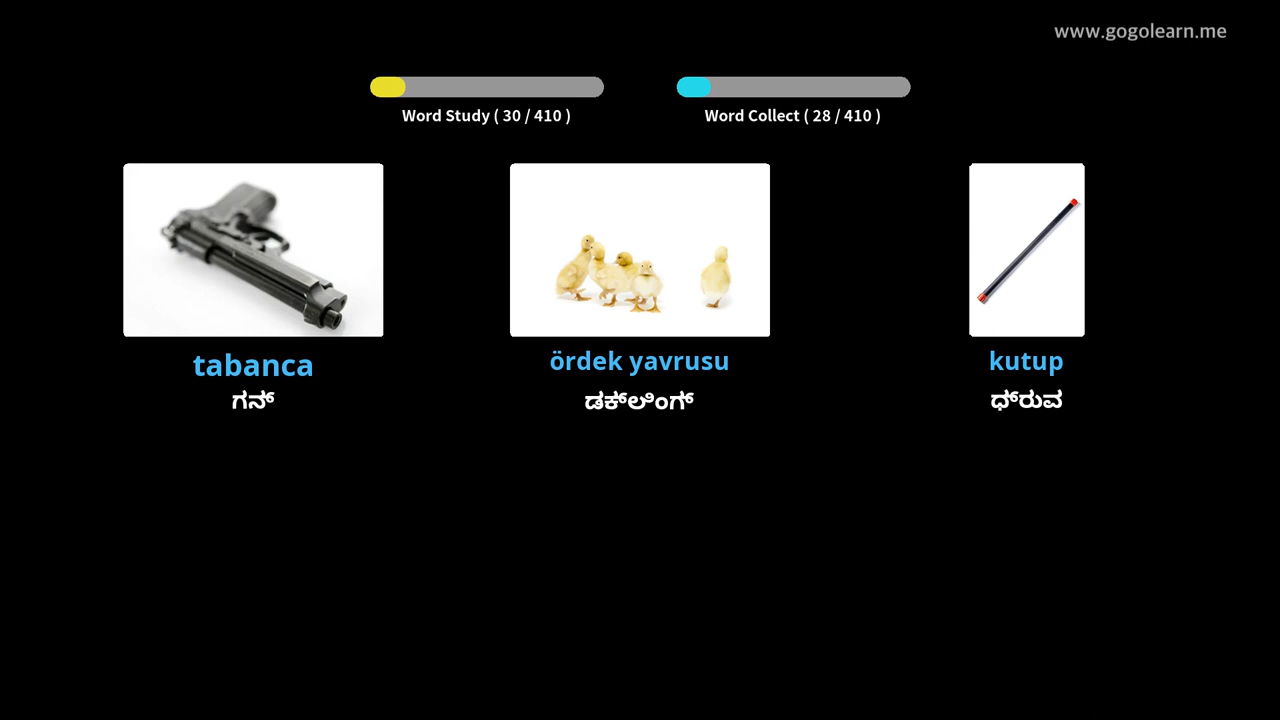 www.gogolearn.me
Word Study ( 30 / 410 )
Word Collect ( 28 / 410 )
tabanca
ördek yavrusu
kutup
ಗನ್
ಡಕ್ಲಿಂಗ್
ಧ್ರುವ